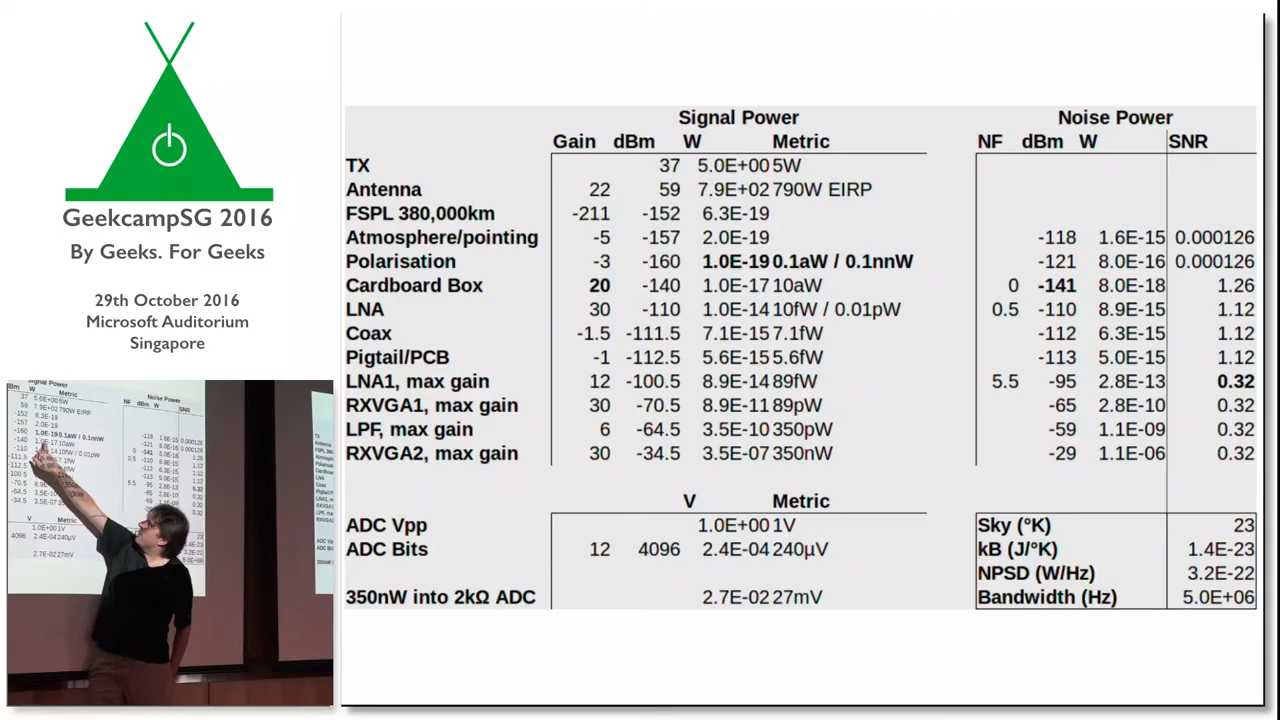 GeekcampSG 2016
By Geeks. For Geeks
29th October 2016
Microsoft Auditorium
Singapore
Signal Power Noise Power
Gain dBm W Metric NF dBm W SNR
TX 37 5.0E+00 5W
Antenna 22 59 7.9E+02 790W EIRP
FSPL 380,000km -211 -152 6.3E-19
Atmosphere/pointing -5 -157 2.0E-19 -118 1.6E-15 0.000126
Polarisation -3 -160 1.0E-19 0.1aW / 0.1nnW -121 8.0E-16 0.000126
Cardboard Box 20 -140 1.0E-17 10aW 0 -141 8.0E-18 1.26
LNA 30 -110 1.0E-14 10fW / 0.01pW 0.5 -110 8.9E-15 1.12
Coax -1.5 -111.5 7.1E-15 7.1fW -112 6.3E-15 1.12
Pigtail/PCB -1 -112.5 5.6E-15 5.6fW -113 5.0E-15 1.12
LNA1, max gain 12 -100.5 8.9E-14 89fW 5.5 -95 2.8E-13 0.32
RXVGA1, max gain 30 -70.5 8.9E-11 89pW -65 2.8E-10 0.32
LPF, max gain 6 -64.5 3.5E-10 350pW -59 1.1E-09 0.32
RXVGA2, max gain 30 -34.5 3.5E-07 350nW -29 1.1E-06 0.32
V Metric
ADC Vpp 1.0E+00 1V Sky (°K) 23
ADC Bits 12 4096 2.4E-04 240µV kB (J/°K) 1.4E-23
NPSD (W/Hz) 3.2E-22
350nW into 2kΩ ADC 2.7E-02 27mV Bandwidth (Hz) 5.0E+06